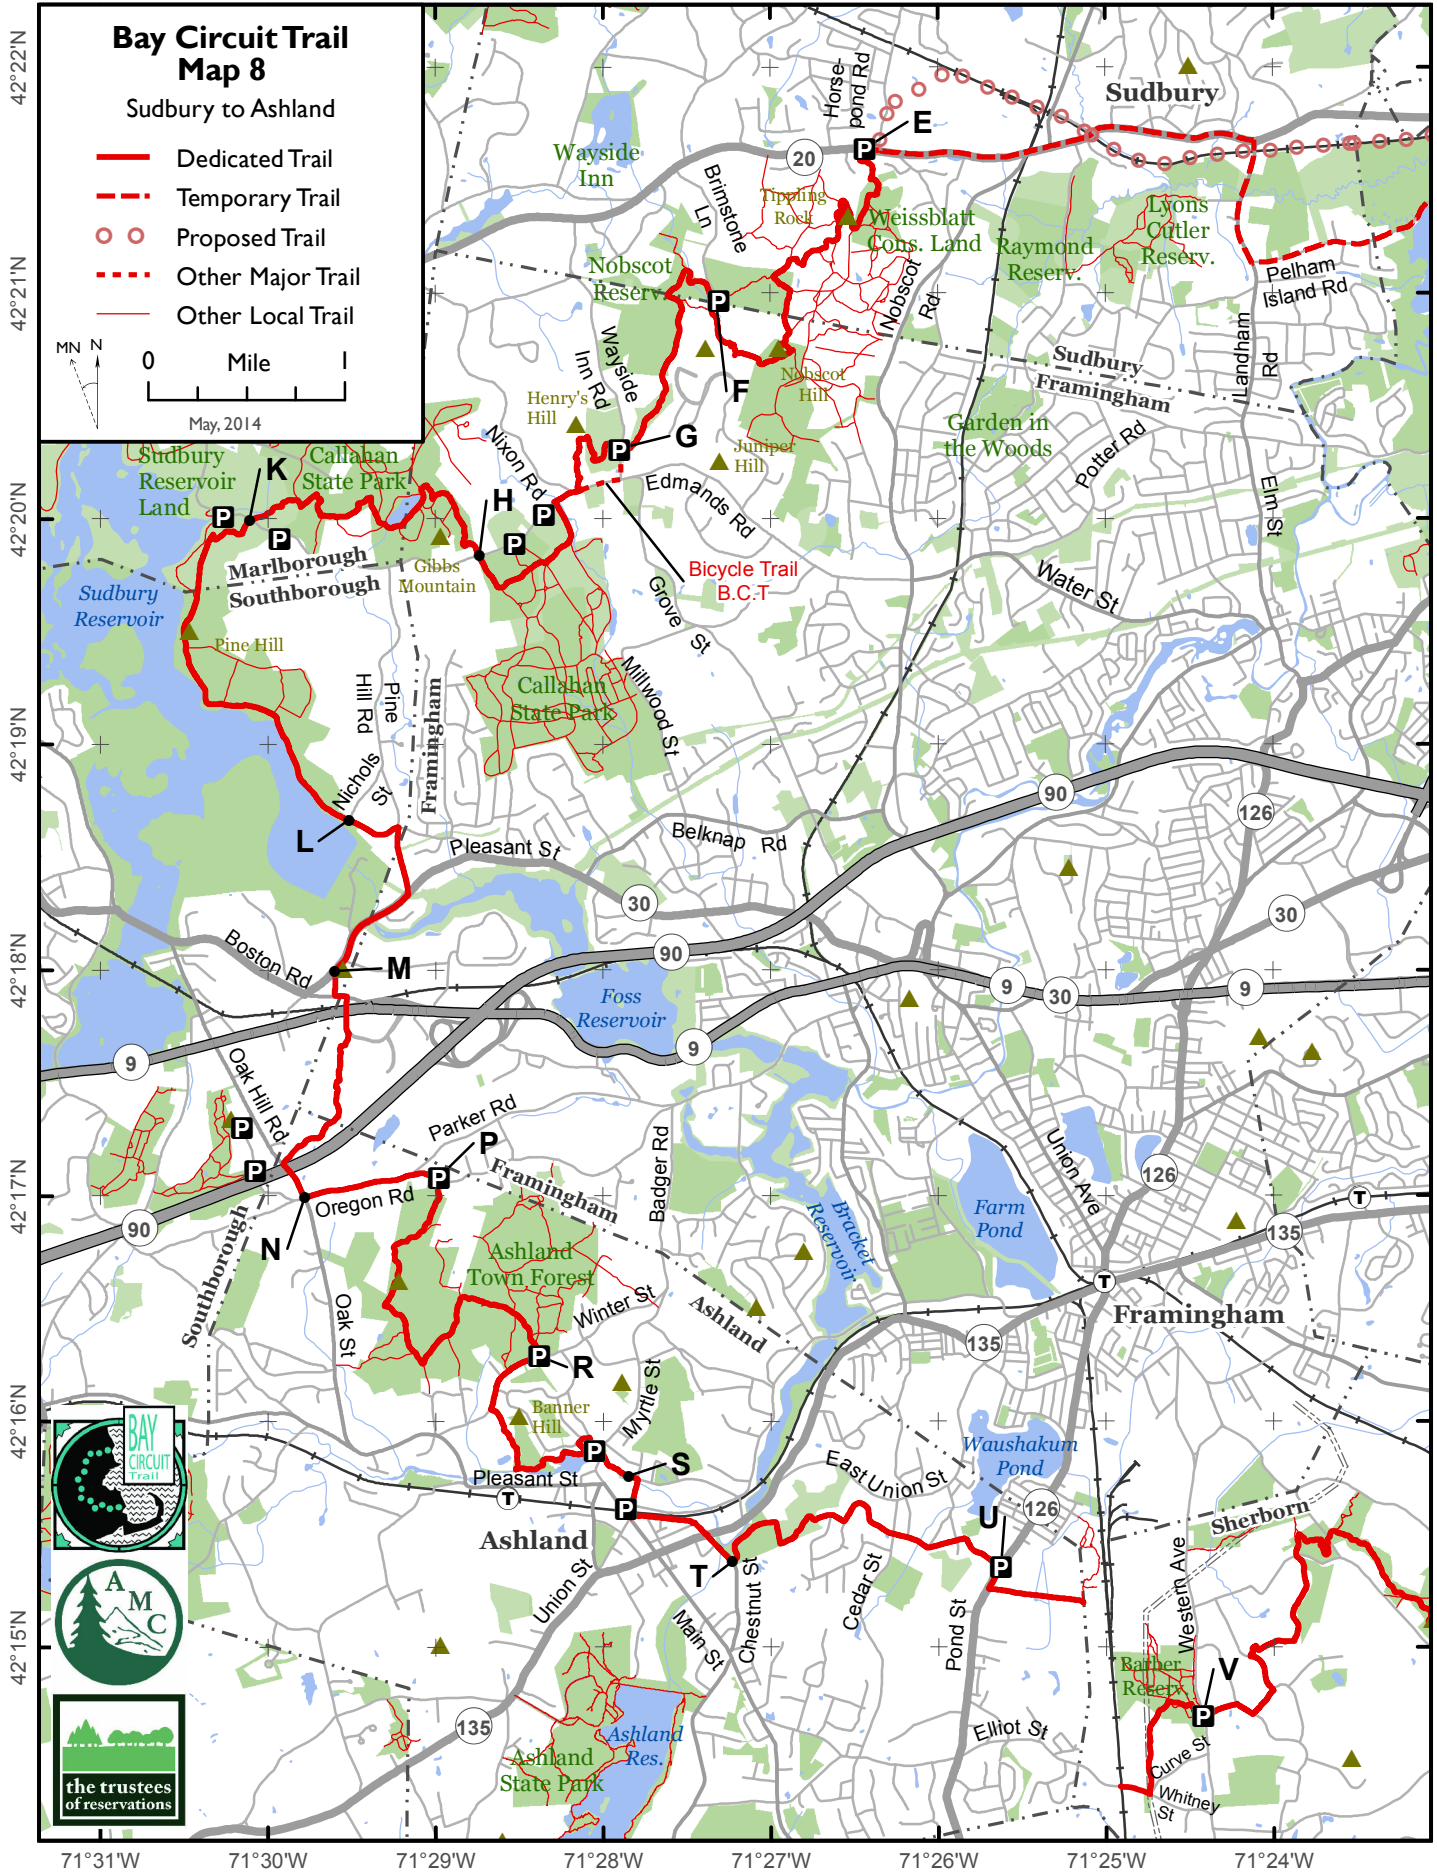 Bay Circuit Trail
Map 8
Sudbury to Ashland
Dedicated Trail
Temporary Trail
Proposed Trail
Other Major Trail
Other Local Trail
MN N
0 Mile 1
May, 2014
42°22'N
42°21'N
42°20'N
42°19'N
42°18'N
42°17'N
42°16'N
42°15'N
71°31'W
71°30'W
71°29'W
71°28'W
71°27'W
71°26'W
71°25'W
71°24'W
Horse-
pond Rd
E
P
20
Sudbury
Wayside
Inn
Brimstone
Ln
Tippling
Rock
Weissblatt
Cons. Land
Raymond
Reserv.
Lyons
Cutler
Reserv.
Pelham
Island Rd
Nobscot
Reserv.
Nobscot
Rd
P
F
Wayside
Inn Rd
Landham
Rd
Sudbury
Framingham
Nobscot
Hill
Henry's
Hill
P
G
Juniper
Hill
Garden in
the Woods
Potter Rd
Elm St
Sudbury
Reservoir
Land
K
Callahan
State Park
P
P
Nixon Rd
H
P
P
Edmands Rd
Bicycle Trail
B.C.T
Marlborough
Southborough
Gibbs
Mountain
Sudbury
Reservoir
Pine Hill
Grove St
Water St
Callahan
State Park
Millwood St
Pine
Hill Rd
Framingham
Nichols
St
L
Pleasant St
Belknap Rd
90
126
30
30
Boston Rd
M
90
Foss
Reservoir
9
30
9
9
9
Oak Hill Rd
P
P
Parker Rd
P
P
Framingham
Badger Rd
Union Ave
126
Farm
Pond
T
Oregon Rd
90
N
Southborough
Ashland
Town Forest
Bracket
Reservoir
135
T
Framingham
Oak St
Winter St
Ashland
135
P
R
Myrtle St
Banner
Hill
P
S
Pleasant St
T
P
Ashland
East Union St
Waushakum
Pond
126
U
P
Sherborn
T
Union St
Chestnut St
Cedar St
Main St
Pond St
Western Ave
Barber
Reserv.
V
P
Curve St
Whitney
St
Elliot St
135
Ashland
State Park
Ashland
Res.
BAY
CIRCUIT
Trail
A
M
C
the trustees
of reservations